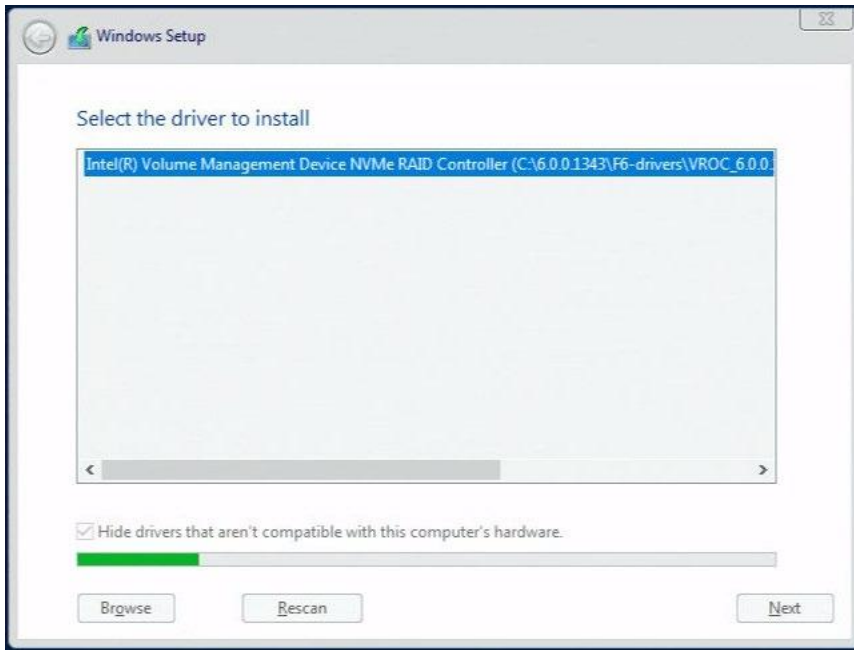 Windows Setup
Select the driver to install
Intel(R) Volume Management Device NVMe RAID Controller (C:\6.0.0.1343\F6-drivers\VROC_6.0.0.
Hide drivers that aren't compatible with this computer's hardware.
Browse Rescan Next